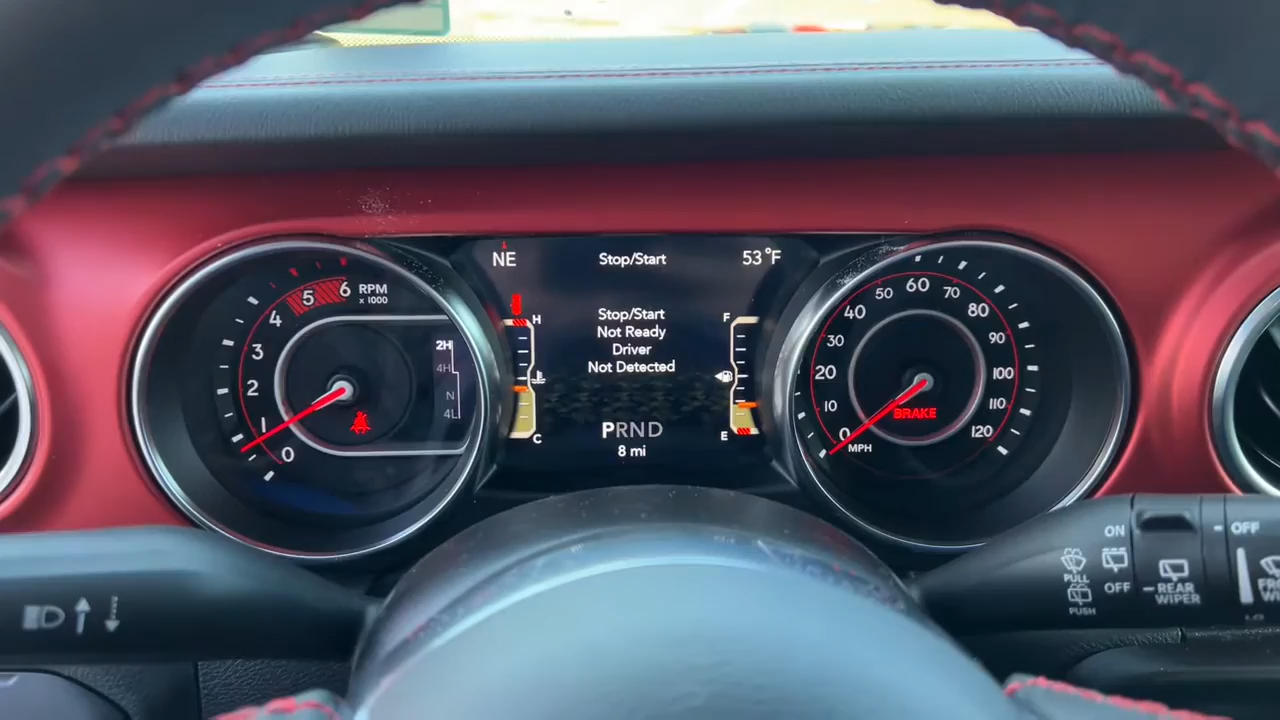 NE
Stop/Start
53°F
5
6
RPM
x 1000
4
3
2
1
0
2H
4H
N
4L
H
C
Stop/Start
Not Ready
Driver
Not Detected
PRND
8 mi
F
E
0
10
20
30
40
50
60
70
80
90
100
110
120
MPH
BRAKE
ON
OFF
PULL
PUSH
REAR
WIPER
OFF